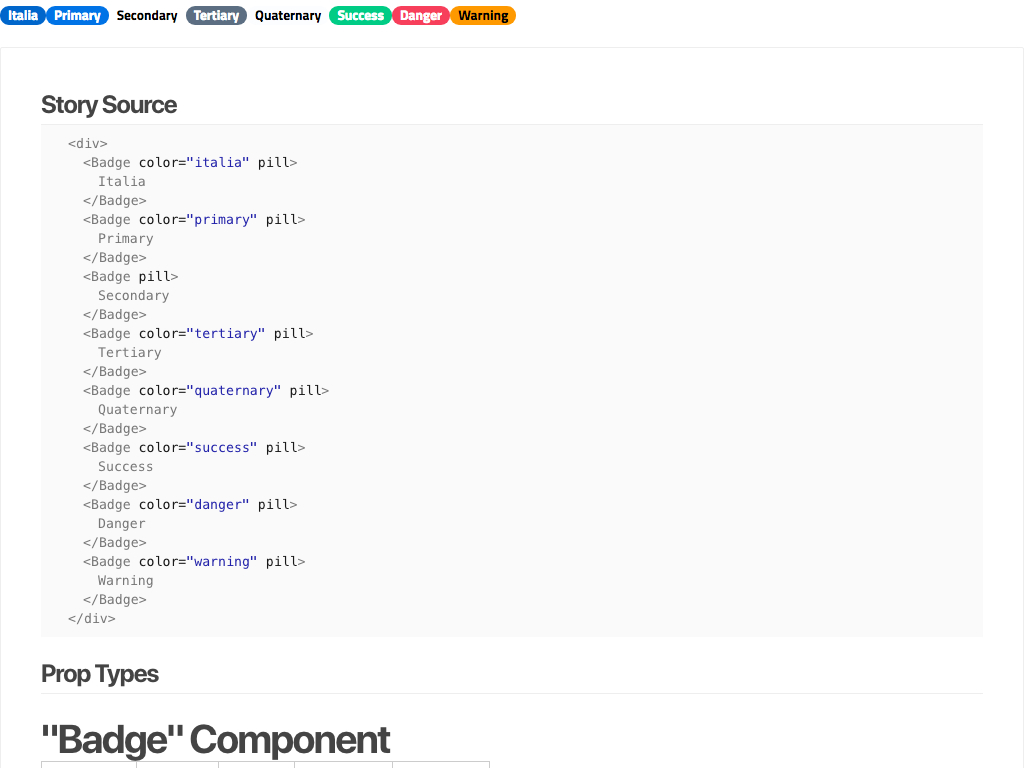 Italia Primary Secondary Tertiary Quaternary Success Danger Warning
Story Source
<div>
<Badge color="italia" pill>
Italia
</Badge>
<Badge color="primary" pill>
Primary
</Badge>
<Badge pill>
Secondary
</Badge>
<Badge color="tertiary" pill>
Tertiary
</Badge>
<Badge color="quaternary" pill>
Quaternary
</Badge>
<Badge color="success" pill>
Success
</Badge>
<Badge color="danger" pill>
Danger
</Badge>
<Badge color="warning" pill>
Warning
</Badge>
</div>
Prop Types
"Badge" Component